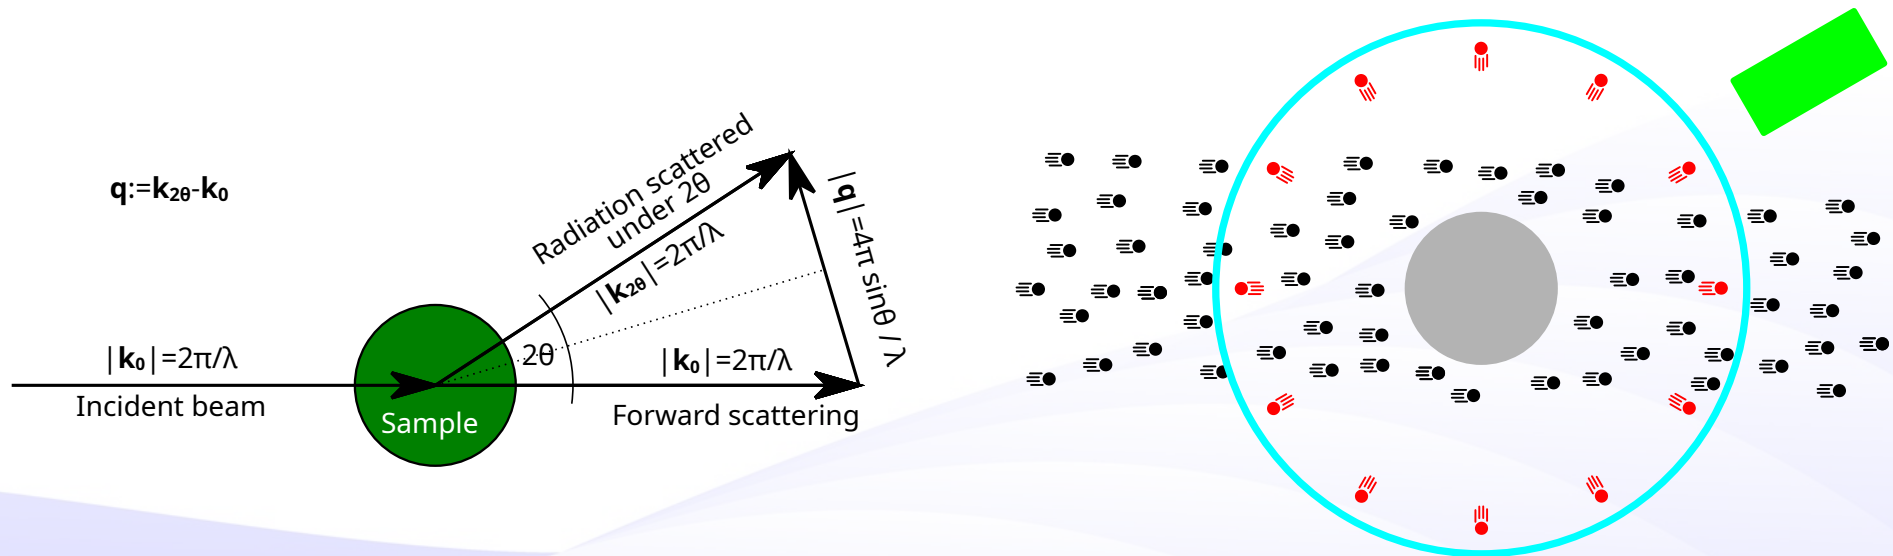 q:=k2θ-k0
Radiation scattered
under 2θ
|k2θ|=2π/λ
|q|=4π sinθ / λ
2θ
|k0|=2π/λ
|k0|=2π/λ
Incident beam
Sample
Forward scattering